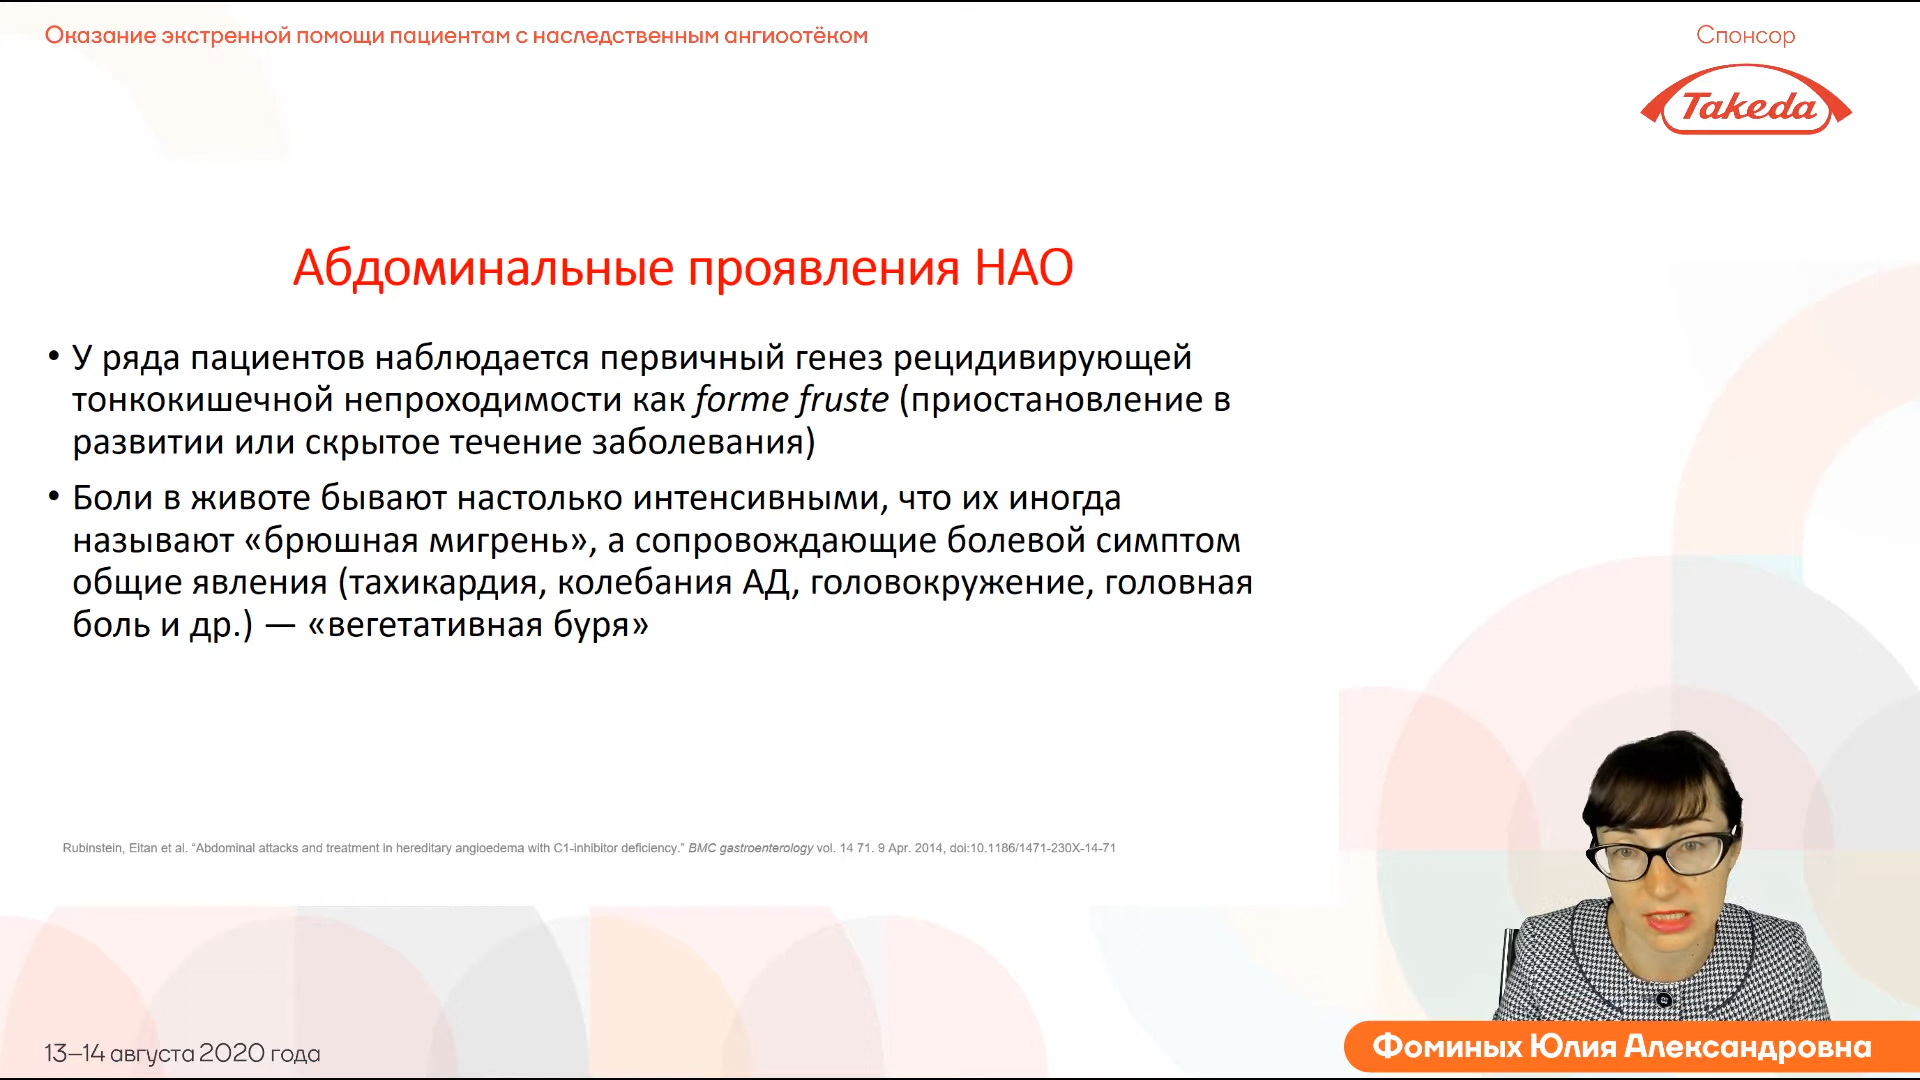 Оказание экстренной помощи пациентам с наследственным ангиоотёком
Спонсор
Takeda
Абдоминальные проявления НАО
• У ряда пациентов наблюдается первичный генез рецидивирующей
тонкокишечной непроходимости как forme fruste (приостановление в
развитии или скрытое течение заболевания)
• Боли в животе бывают настолько интенсивными, что их иногда
называют «брюшная мигрень», а сопровождающие болевой симптом
общие явления (тахикардия, колебания АД, головокружение, головная
боль и др.) — «вегетативная буря»
Rubinstein, Eitan et al. “Abdominal attacks and treatment in hereditary angioedema with C1-inhibitor deficiency.” BMC gastroenterology vol. 14 71. 9 Apr. 2014, doi:10.1186/1471-230X-14-71
13–14 августа 2020 года
Фоминых Юлия Александровна